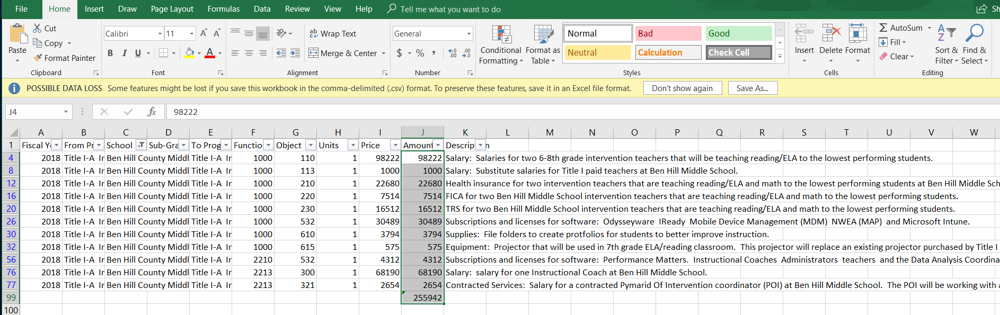 File Home Insert Draw Page Layout Formulas Data Review View Help Tell me what you want to do
Cut
Copy
Format Painter
Paste
Clipboard
Calibri 11
B I U
Font
Wrap Text
Merge & Center
Alignment
General
$ % ,
Number
Conditional Formatting
Format as Table
Normal Bad Good
Neutral Calculation Check Cell
Styles
Insert Delete Format
Cells
AutoSum
Fill
Clear
Sort & Filter
Find & Select
Editing
POSSIBLE DATA LOSS Some features might be lost if you save this workbook in the comma-delimited (.csv) format. To preserve these features, save it in an Excel file format. Don't show again Save As...
J4 fx 98222
A B C D E F G H I J K L M N O P Q R S T U V W
1 Fiscal Y From Pr School Sub-Gra To Prog Functio Object Units Price Amount Descrip n
4 2018 Title I-A Ir Ben Hill County Middl Title I-A Ir 1000 110 1 98222 98222 Salary: Salaries for two 6-8th grade intervention teachers that will be teaching reading/ELA to the lowest performing students.
8 2018 Title I-A Ir Ben Hill County Middl Title I-A Ir 1000 113 1 1000 1000 Salary: Substitute salaries for Title I paid teachers at Ben Hill Middle School.
12 2018 Title I-A Ir Ben Hill County Middl Title I-A Ir 1000 210 1 22680 22680 Health insurance for two intervention teachers that are teaching reading/ELA and math to the lowest performing students at Ben Hill Middle Sch
16 2018 Title I-A Ir Ben Hill County Middl Title I-A Ir 1000 220 1 7514 7514 FICA for two Ben Hill Middle School intervention teachers that are teaching reading/ELA and math to the lowest performing students.
20 2018 Title I-A Ir Ben Hill County Middl Title I-A Ir 1000 230 1 16512 16512 TRS for two Ben Hill Middle School intervention teachers that are teaching reading/ELA and math to the lowest performing students.
26 2018 Title I-A Ir Ben Hill County Middl Title I-A Ir 1000 532 1 30489 30489 Subscriptions and licenses for software: Odysseyware IReady Mobile Device Management (MDM) NWEA (MAP) and Microsoft Intune.
30 2018 Title I-A Ir Ben Hill County Middl Title I-A Ir 1000 610 1 3794 3794 Supplies: File folders to create protfolios for students to better improve instruction.
32 2018 Title I-A Ir Ben Hill County Middl Title I-A Ir 1000 615 1 575 575 Equipment: Projector that will be used in 7th grade ELA/reading classroom. This projector will replace an existing projector purchased by Title I
56 2018 Title I-A Ir Ben Hill County Middl Title I-A Ir 2210 532 1 4312 4312 Subscriptions and licenses for software: Performance Matters. Instructional Coaches Administrators teachers and the Data Analysis Coordina
76 2018 Title I-A Ir Ben Hill County Middl Title I-A Ir 2213 300 1 68190 68190 Salary: salary for one Instructional Coach at Ben Hill Middle School.
77 2018 Title I-A Ir Ben Hill County Middl Title I-A Ir 2213 321 1 2654 2654 Contracted Services: Salary for a contracted Pymarid Of Intervention coordinator (POI) at Ben Hill Middle School. The POI will be working with a
99 255942
100